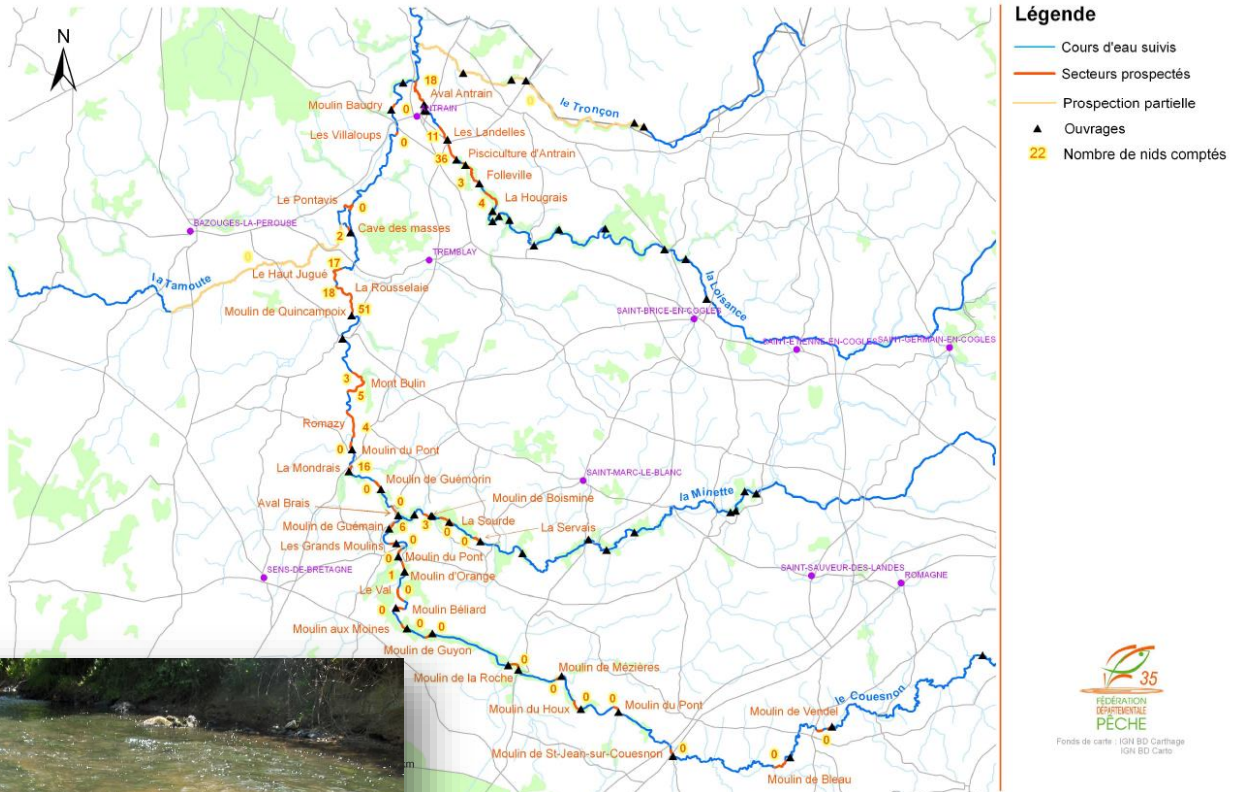 N
18
Aval Antrain
Moulin Baudry
0
NTRAIN
le Tronçon
0
Les Villaloups
0
11
Les Landelles
36
Pisciculture d'Antrain
3
Folleville
4
La Hougrais
Le Pontavis
0
BAZOUGES-LA-PEROUSE
2
Cave des masses
TREMBLAY
0
la Tamoute
17
Le Haut Jugué
18
La Rousselaie
la Loisance
Moulin de Quincampoix
51
SAINT-BRICE-EN-COGLES
SAINT-ETIENNE-EN-COGLES
SAINT-GERMAIN-EN-COGLES
3
Mont Bulin
5
Romazy
4
0
Moulin du Pont
La Mondrais
16
SAINT-MARC-LE-BLANC
0
Moulin de Guémorin
la Minette
Moulin de Boismine
0
Aval Brais
La Sourde
Moulin de Guémain
6
3
0
0
La Servais
Les Grands Moulins
0
0
Moulin du Pont
SENS-DE-BRETAGNE
1
Moulin d'Orange
SAINT-SAUVEUR-DES-LANDES
ROMAGNE
Le Val
0
0
Moulin Béliard
Moulin aux Moines
0
0
Moulin de Guyon
0
Moulin de la Roche
Moulin de Mézières
0
0
Moulin du Houx
Moulin du Pont
le Couesnon
Moulin de Vendel
0
Moulin de St-Jean-sur-Couesnon
0
0
Moulin de Bleau
m
Légende
Cours d'eau suivis
Secteurs prospectés
Prospection partielle
Ouvrages
22 Nombre de nids comptés
35
FÉDÉRATION
DÉPARTEMENTALE
PÊCHE
Fonds de carte : IGN BD Carthage
IGN BD Carto